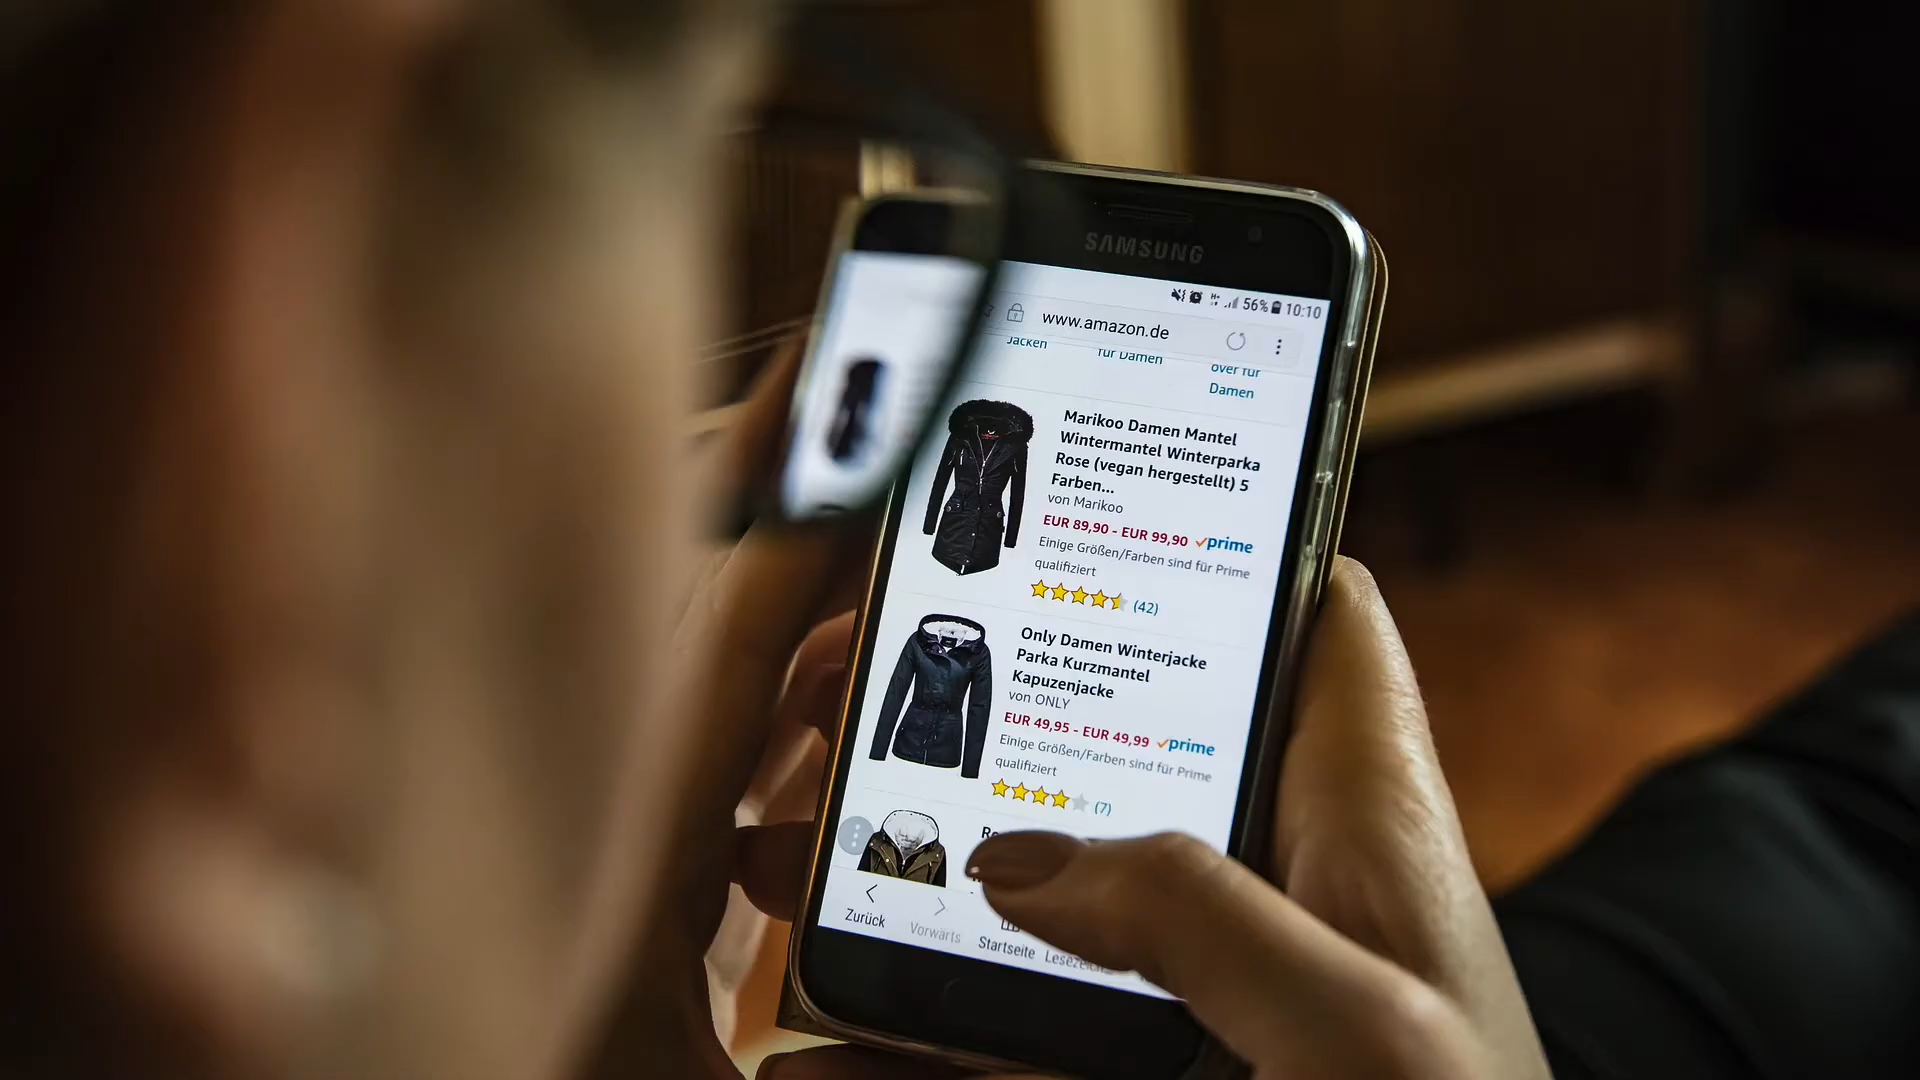 SAMSUNG
56% 10:10
www.amazon.de
Jacken
für Damen
over für
Damen
Marikoo Damen Mantel
Wintermantel Winterparka
Rose (vegan hergestellt) 5
Farben...
von Marikoo
EUR 89,90 - EUR 99,90 prime
Einige Größen/Farben sind für Prime
qualifiziert
(42)
Only Damen Winterjacke
Parka Kurzmantel
Kapuzenjacke
von ONLY
EUR 49,95 - EUR 49,99 prime
Einige Größen/Farben sind für Prime
qualifiziert
(7)
Zurück
Vorwärts
Startseite